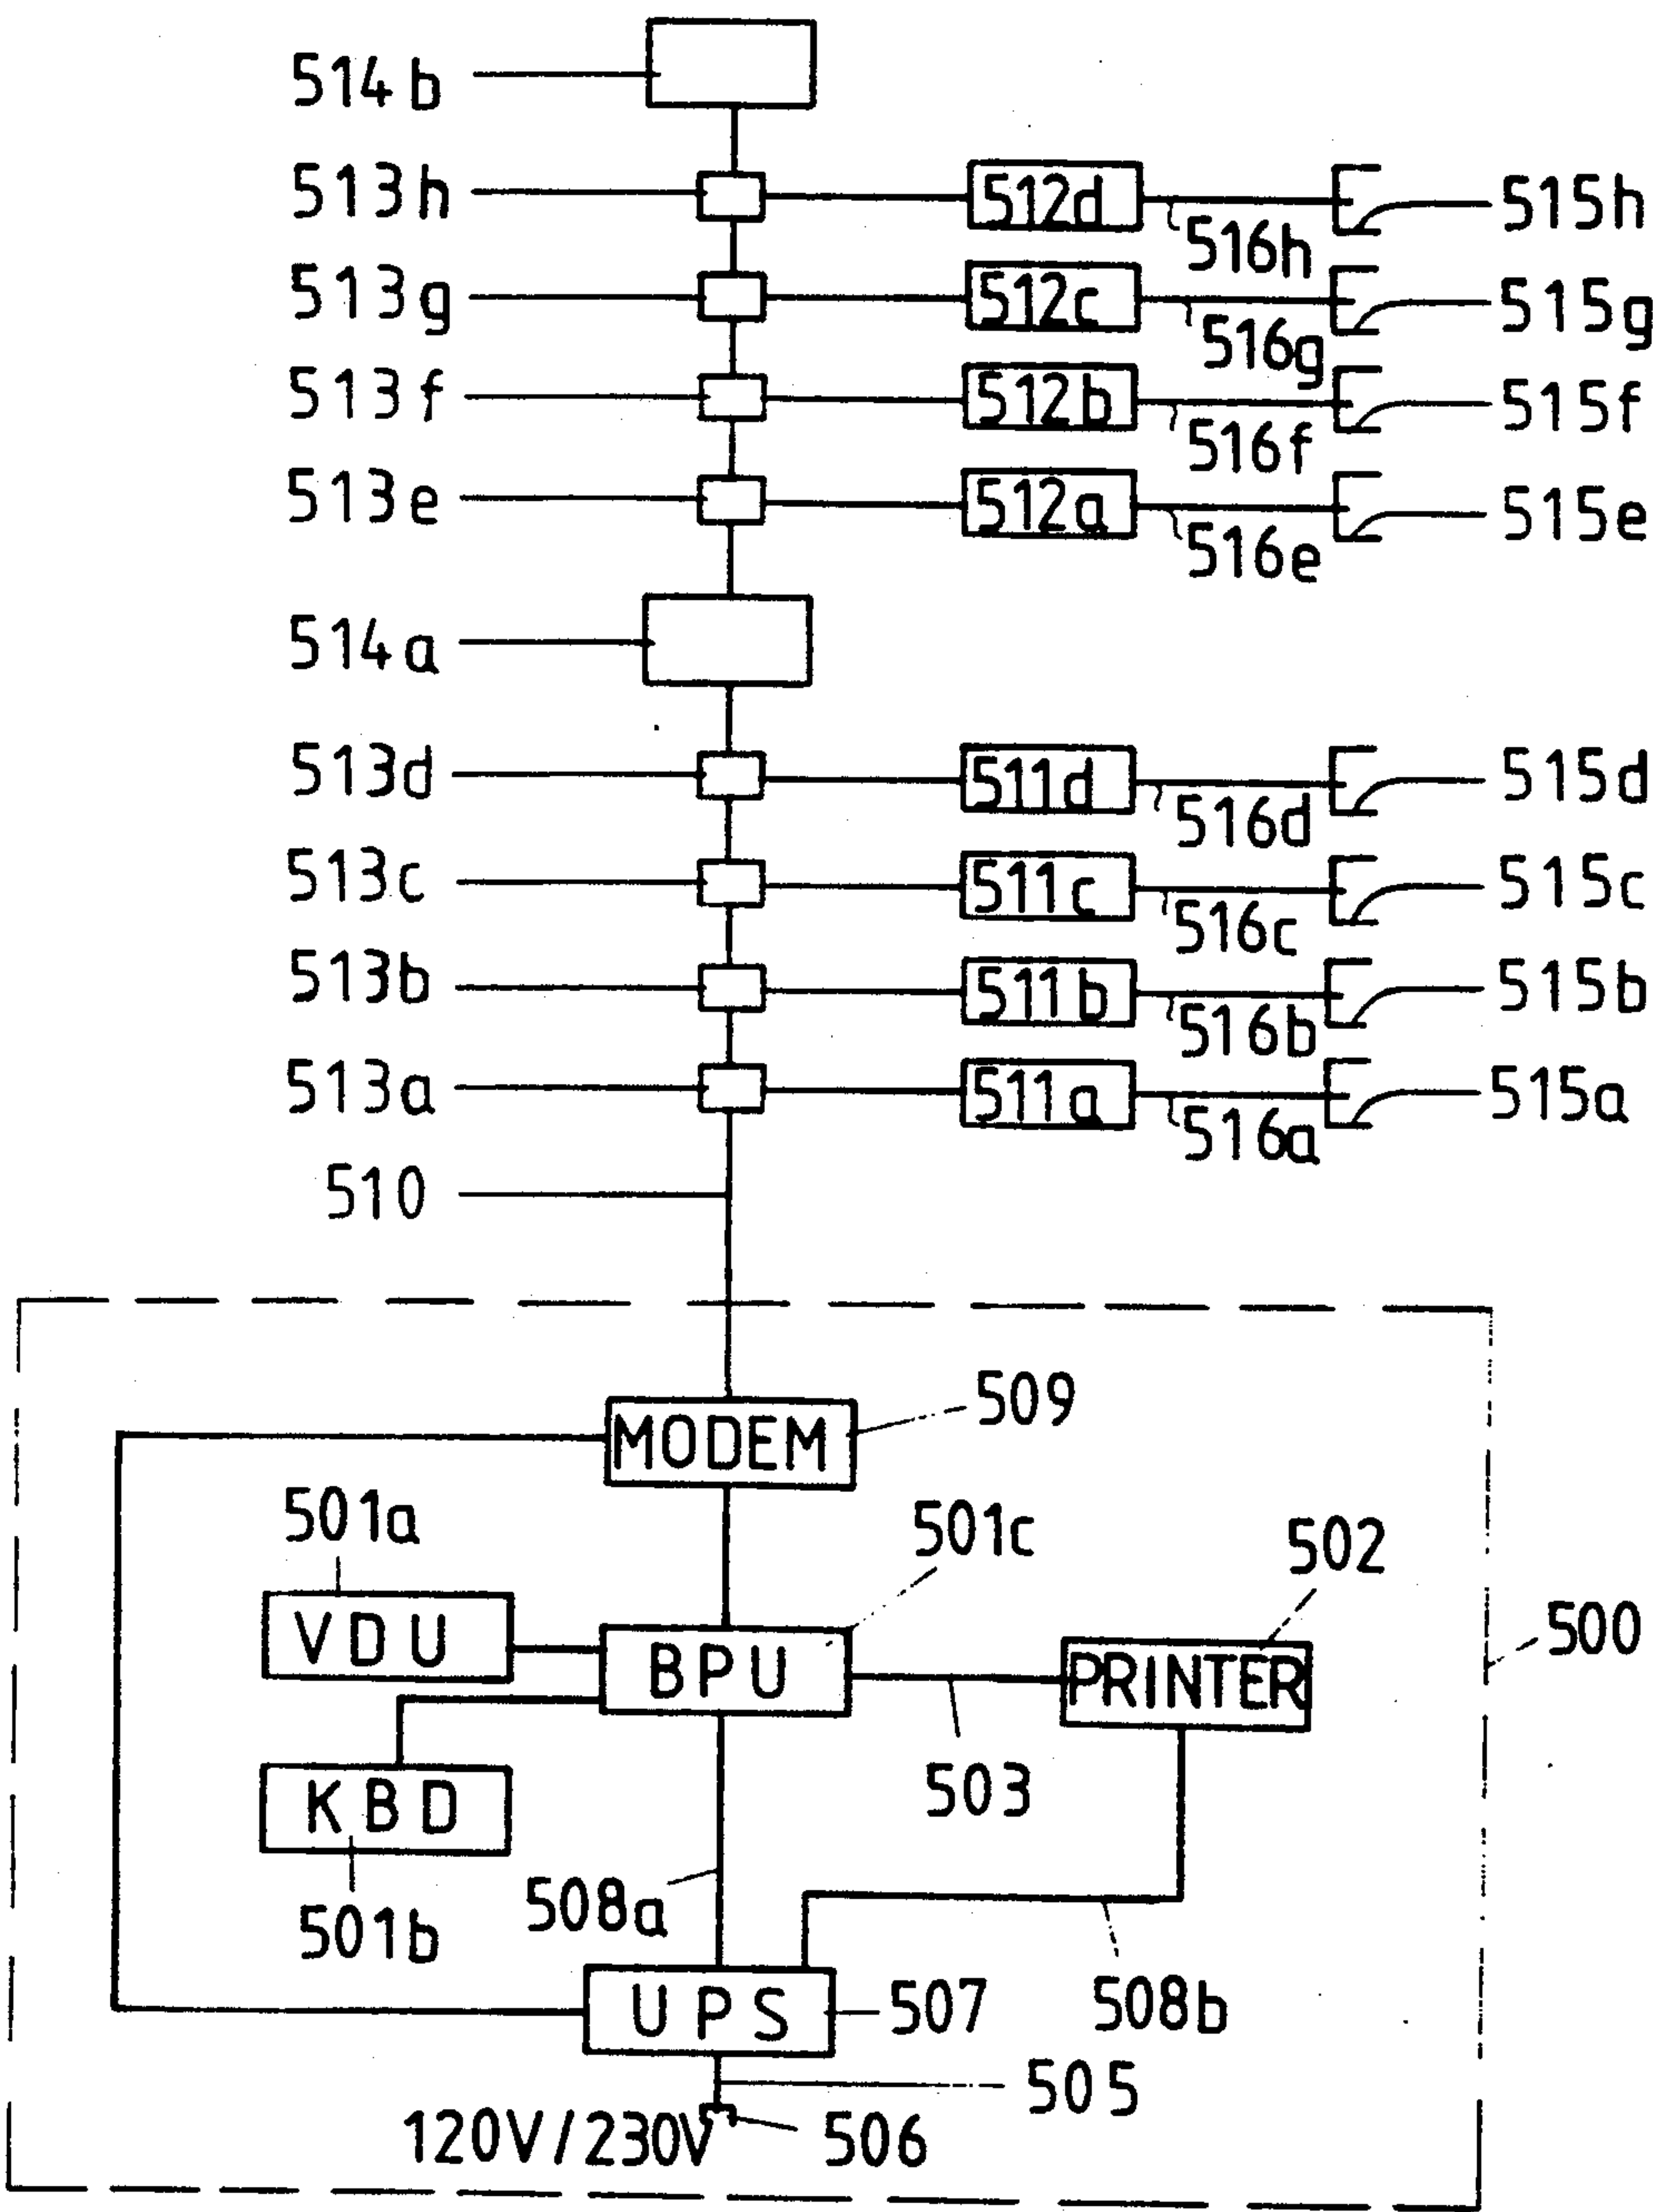 514b
513h 512d 516h 515h
513g 512c 516g 515g
513f 512b 516f 515f
513e 512a 516e 515e
514a
513d 511d 516d 515d
513c 511c 516c 515c
513b 511b 516b 515b
513a 511a 516a 515a
510
MODEM 509
501a 501c 502
VDU BPU PRINTER 500
KBD 503
501b 508a
UPS 507 508b
505
120V/230V 506